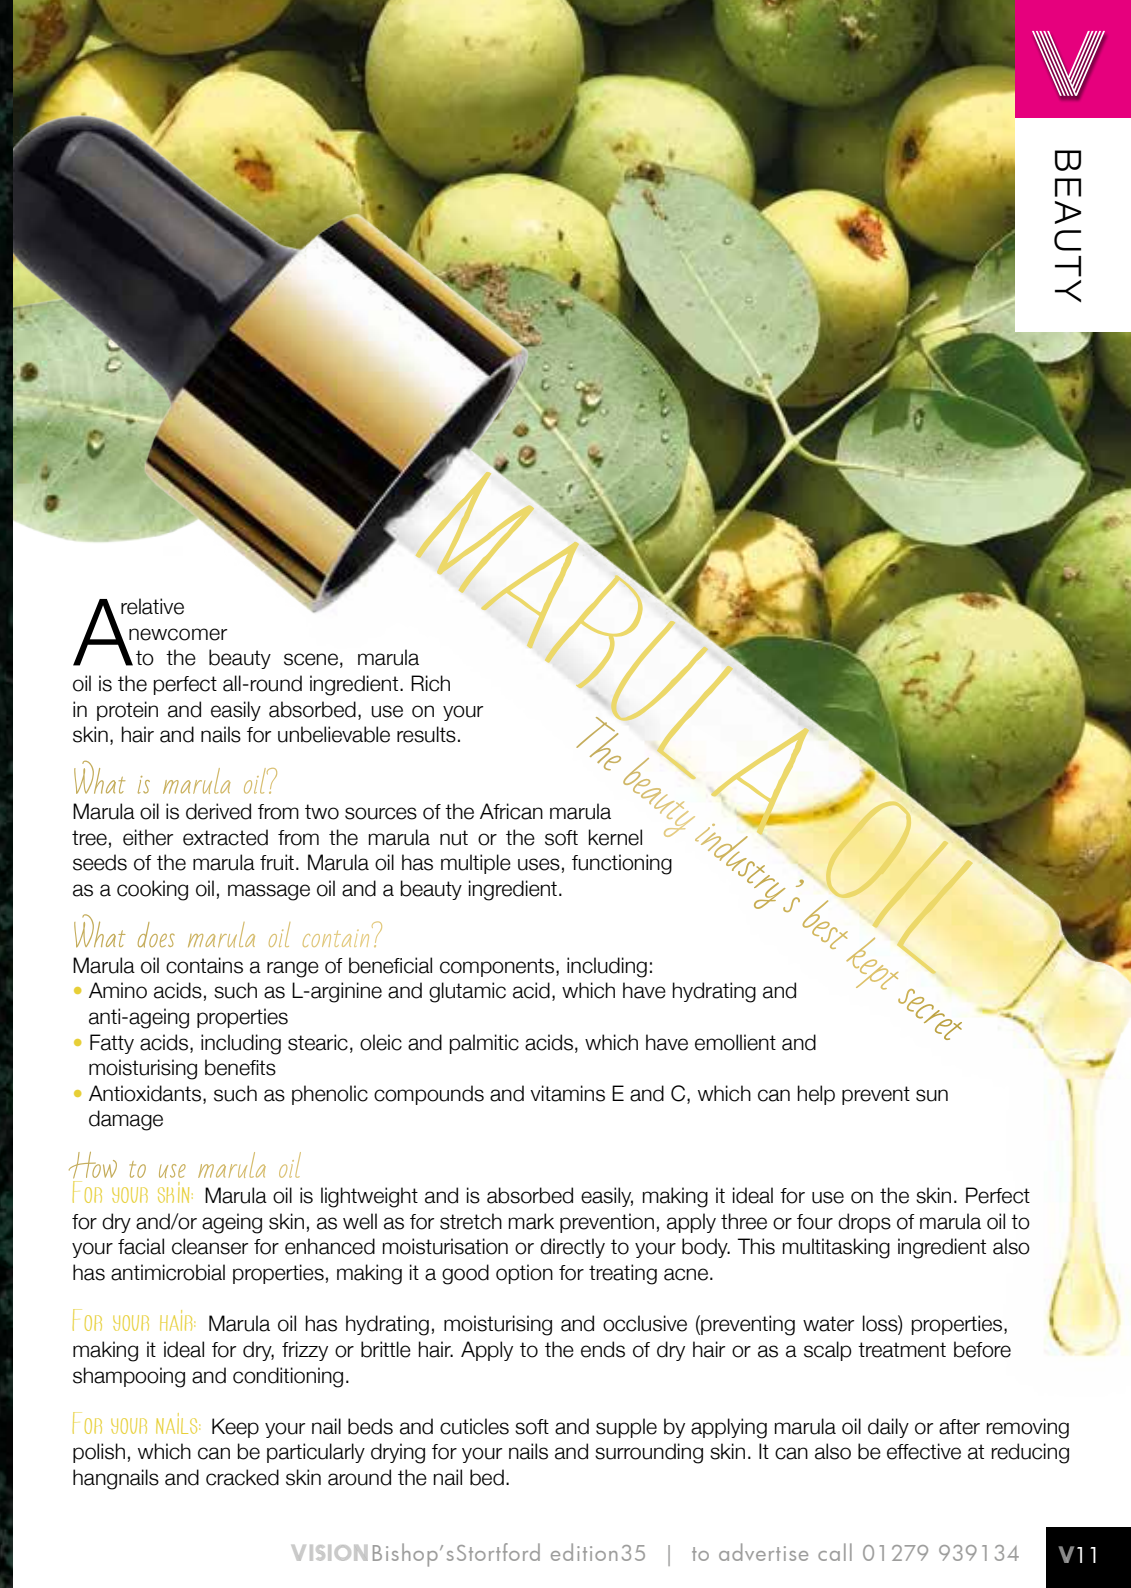 V
BEAUTY
MARULA OIL
The beauty industry's best kept secret
A relative
newcomer
to the beauty scene, marula
oil is the perfect all-round ingredient. Rich
in protein and easily absorbed, use on your
skin, hair and nails for unbelievable results.
What is marula oil?
Marula oil is derived from two sources of the African marula
tree, either extracted from the marula nut or the soft kernel
seeds of the marula fruit. Marula oil has multiple uses, functioning
as a cooking oil, massage oil and a beauty ingredient.
What does marula oil contain?
Marula oil contains a range of beneficial components, including:
• Amino acids, such as L-arginine and glutamic acid, which have hydrating and
anti-ageing properties
• Fatty acids, including stearic, oleic and palmitic acids, which have emollient and
moisturising benefits
• Antioxidants, such as phenolic compounds and vitamins E and C, which can help prevent sun
damage
How to use marula oil
FOR YOUR SKIN: Marula oil is lightweight and is absorbed easily, making it ideal for use on the skin. Perfect
for dry and/or ageing skin, as well as for stretch mark prevention, apply three or four drops of marula oil to
your facial cleanser for enhanced moisturisation or directly to your body. This multitasking ingredient also
has antimicrobial properties, making it a good option for treating acne.
FOR YOUR HAIR: Marula oil has hydrating, moisturising and occlusive (preventing water loss) properties,
making it ideal for dry, frizzy or brittle hair. Apply to the ends of dry hair or as a scalp treatment before
shampooing and conditioning.
FOR YOUR NAILS: Keep your nail beds and cuticles soft and supple by applying marula oil daily or after removing
polish, which can be particularly drying for your nails and surrounding skin. It can also be effective at reducing
hangnails and cracked skin around the nail bed.
VISIONBishop'sStortford edition35 | to advertise call 01279 939134
V11